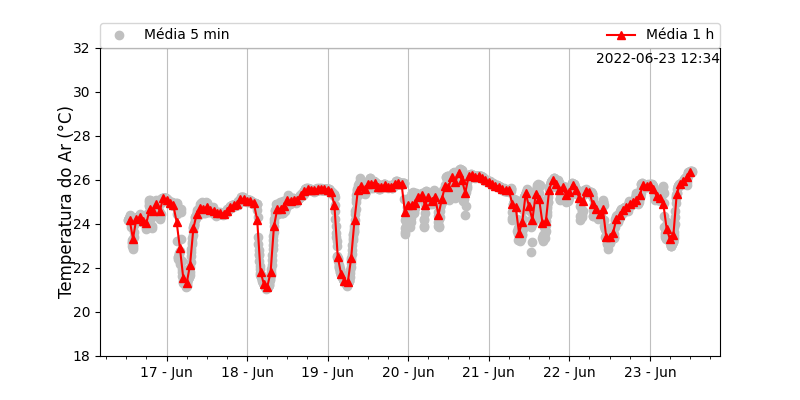 Média 5 min
Média 1 h
2022-06-23 12:34
Temperatura do Ar (°C)
32
30
28
26
24
22
20
18
17 - Jun
18 - Jun
19 - Jun
20 - Jun
21 - Jun
22 - Jun
23 - Jun